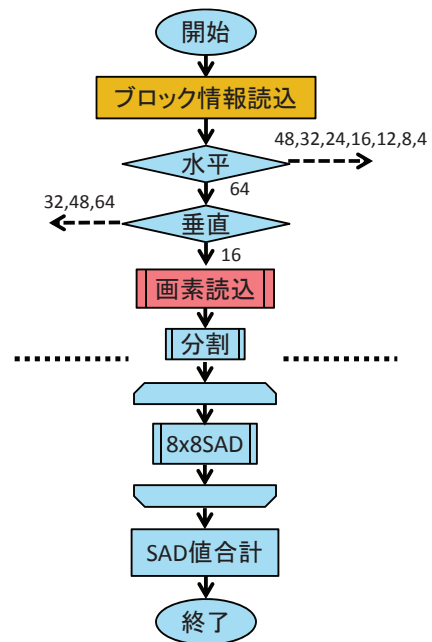 開始
ブロック情報読込
48,32,24,16,12,8,4
水平
64
32,48,64
垂直
16
画素読込
分割
8x8SAD
SAD値合計
終了